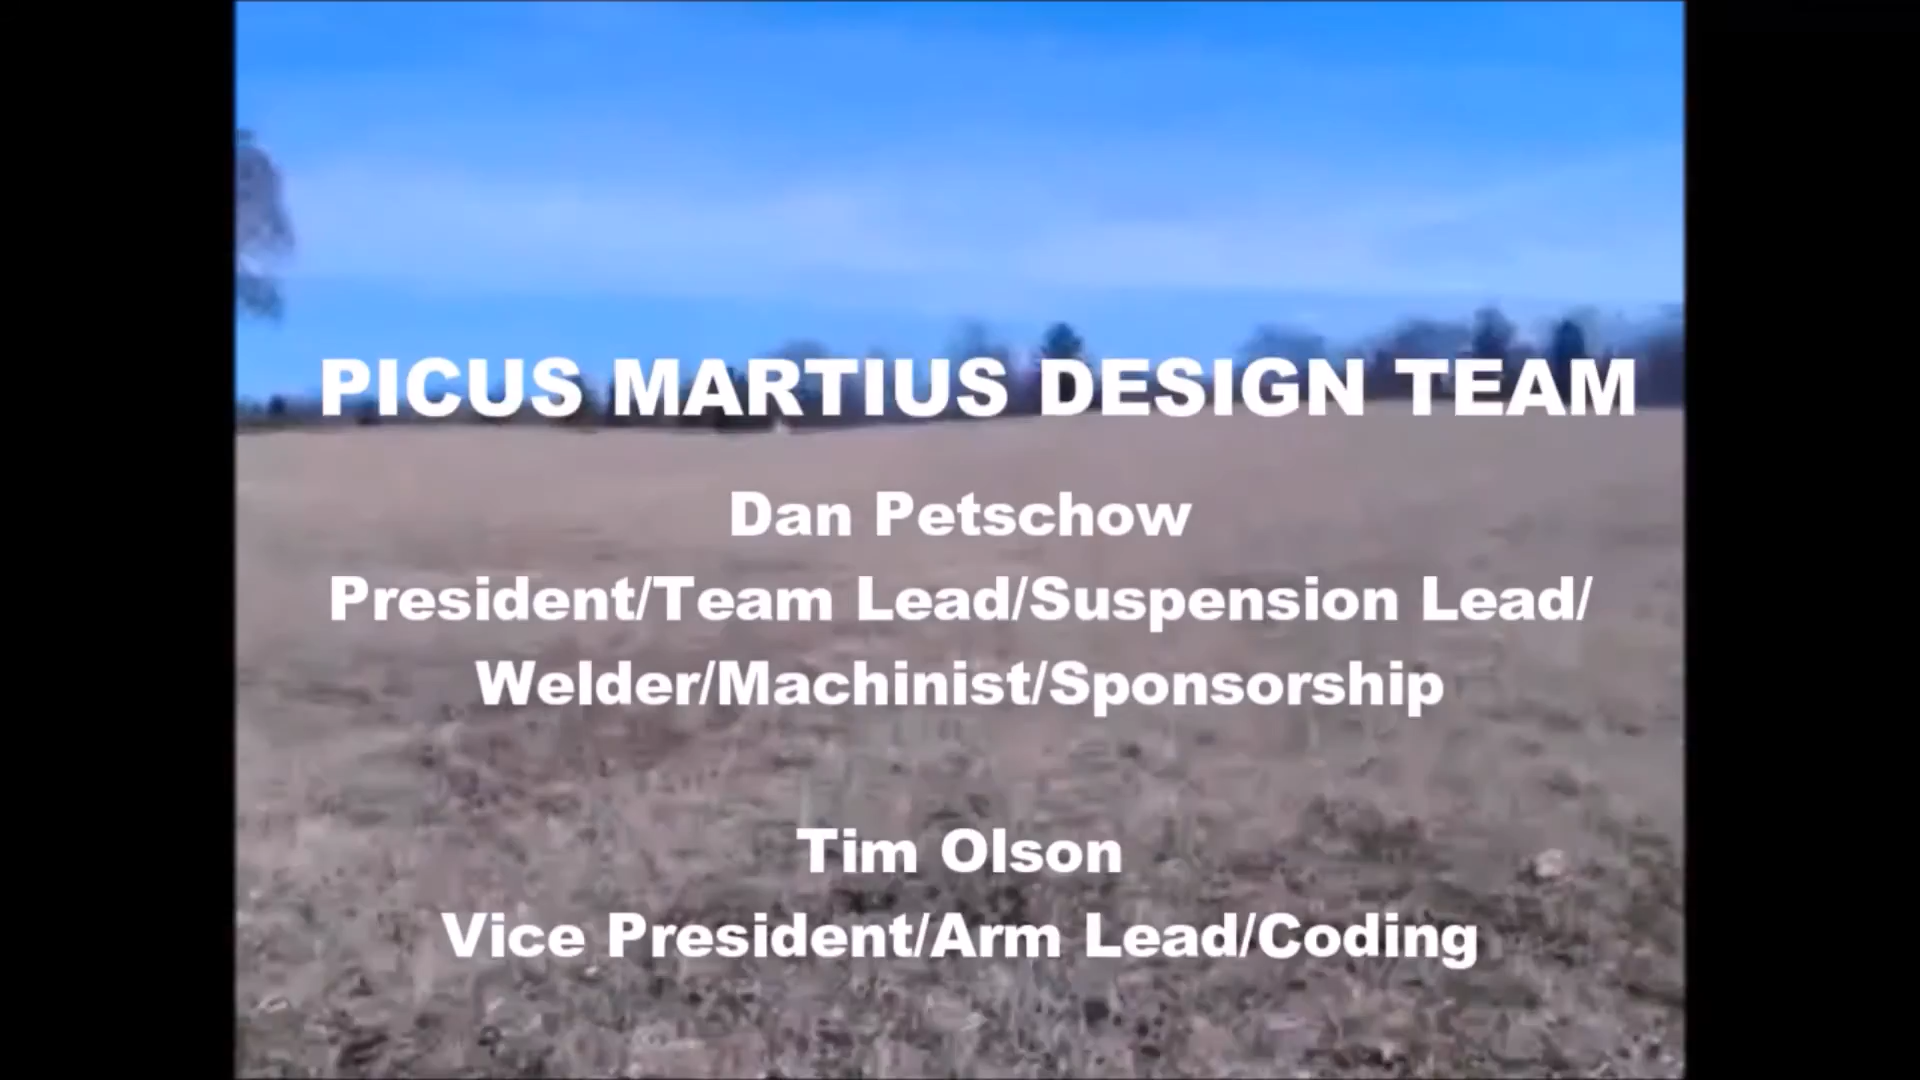 PICUS MARTIUS DESIGN TEAM
Dan Petschow
President/Team Lead/Suspension Lead/
Welder/Machinist/Sponsorship
Tim Olson
Vice President/Arm Lead/Coding